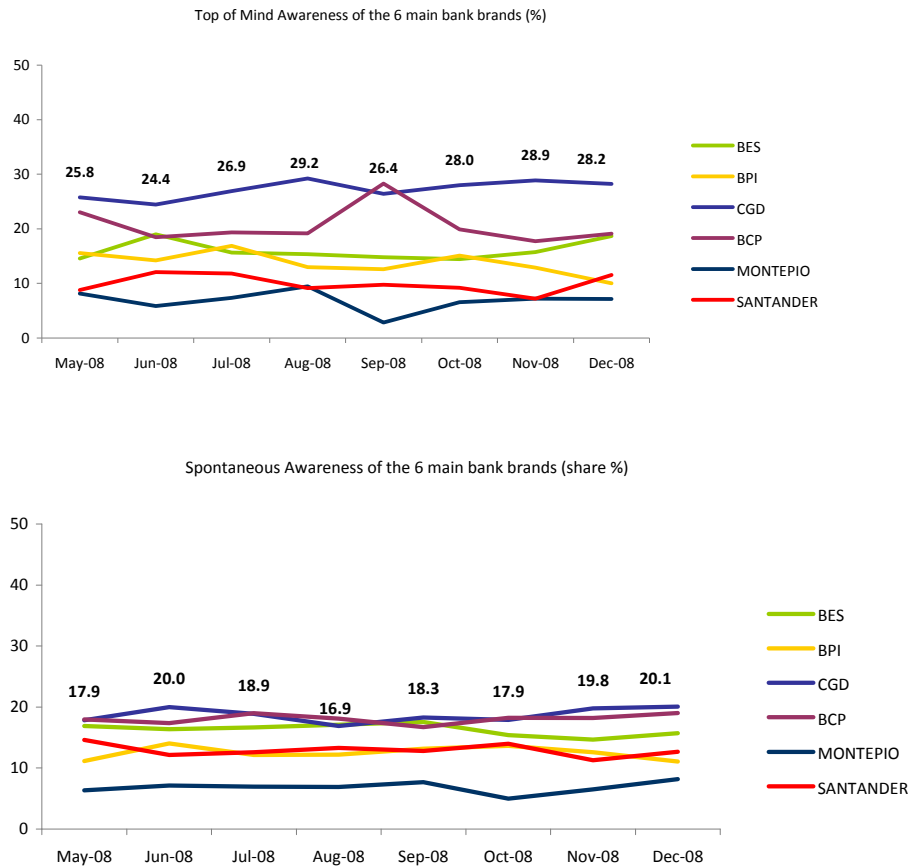 Top of Mind Awareness of the 6 main bank brands (%)
50
40
30
20
10
0
25.8 24.4 26.9 29.2 26.4 28.0 28.9 28.2
May-08 Jun-08 Jul-08 Aug-08 Sep-08 Oct-08 Nov-08 Dec-08
BES
BPI
CGD
BCP
MONTEPIO
SANTANDER
Spontaneous Awareness of the 6 main bank brands (share %)
50
40
30
20
10
0
17.9 20.0 18.9 16.9 18.3 17.9 19.8 20.1
May-08 Jun-08 Jul-08 Aug-08 Sep-08 Oct-08 Nov-08 Dec-08
BES
BPI
CGD
BCP
MONTEPIO
SANTANDER